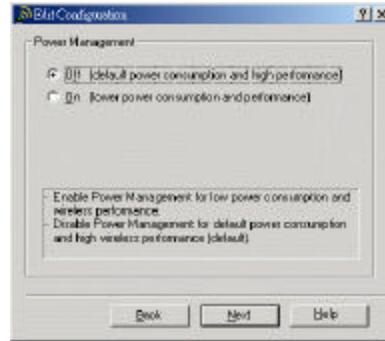 Edit Configuration
Power Management
Off (default power consumption and high performance)
On (lower power consumption and performance)
- Enable Power Management for low power consumption and
wireless performance.
- Disable Power Management for default power consumption
and high wireless performance (default).
Back
Next
Help